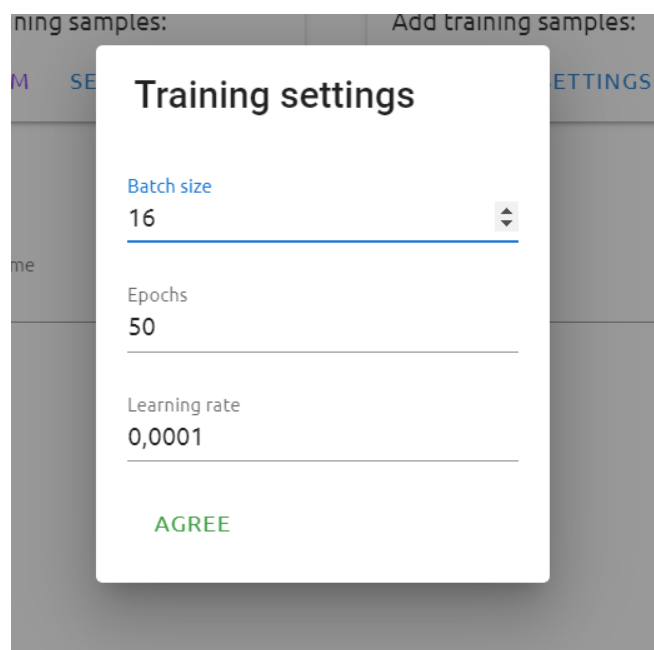 ning samples:
Add training samples:
M
SE
ETTINGS
Training settings
Batch size
16
me
Epochs
50
Learning rate
0,0001
AGREE